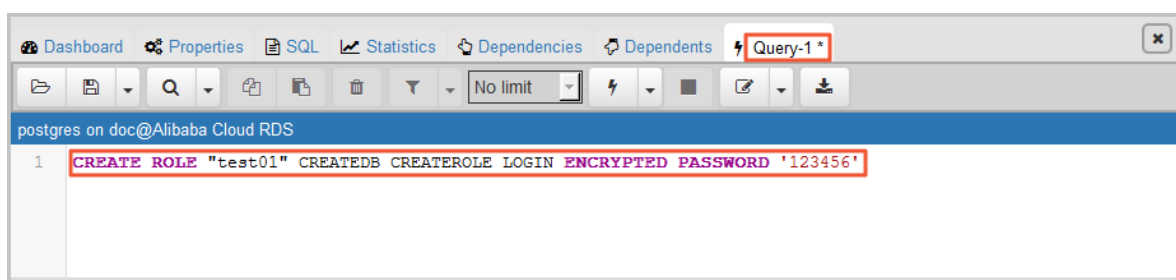 Dashboard Properties SQL Statistics Dependencies Dependents Query-1 *
No limit
postgres on doc@Alibaba Cloud RDS
1 CREATE ROLE "test01" CREATEDB CREATEROLE LOGIN ENCRYPTED PASSWORD '123456'